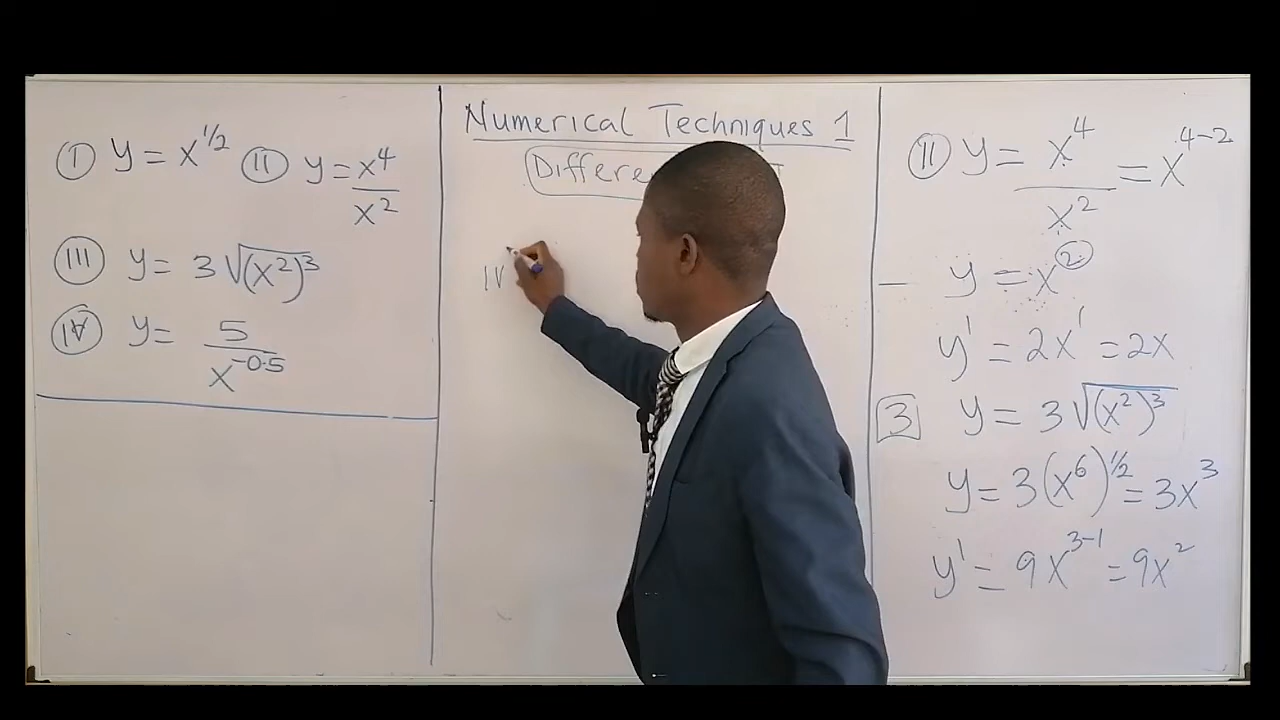 Ⓘ y = x^1/2 Ⓘⓘ y = x^4/x^2
(III) y = 3√(x^2)^3
(IV) y = 5/x^-0.5
Numerical Techniques 1
IV
(II) y = x^4/x^2 = x^4-2
y = x^2
y' = 2x^1 = 2x
3 y = 3√(x^2)^3
y = 3(x^6)^1/2 = 3x^3
y' = 9x^3-1 = 9x^2